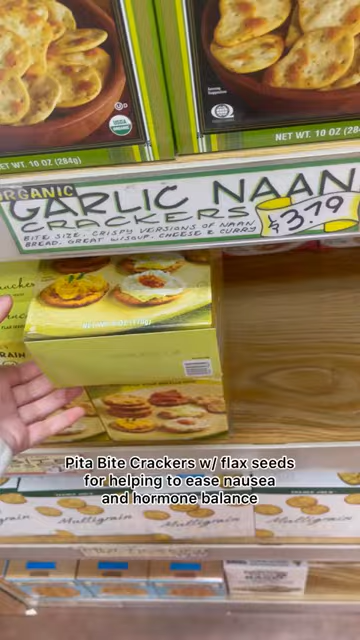 USDA
NET WT. 10 OZ (284g)
NET WT. 10 OZ (28
ORGANIC
GARLIC NAAN
CRACKERS
$3.79
BITE SIZE, CRISPY VERSIONS OF NAAN
BREAD. GREAT W/SOUP, CHEESE & CURRY
Pita Bite Crackers w/ flax seeds
for helping to ease nausea
and hormone balance
Multigrain
Multigrain